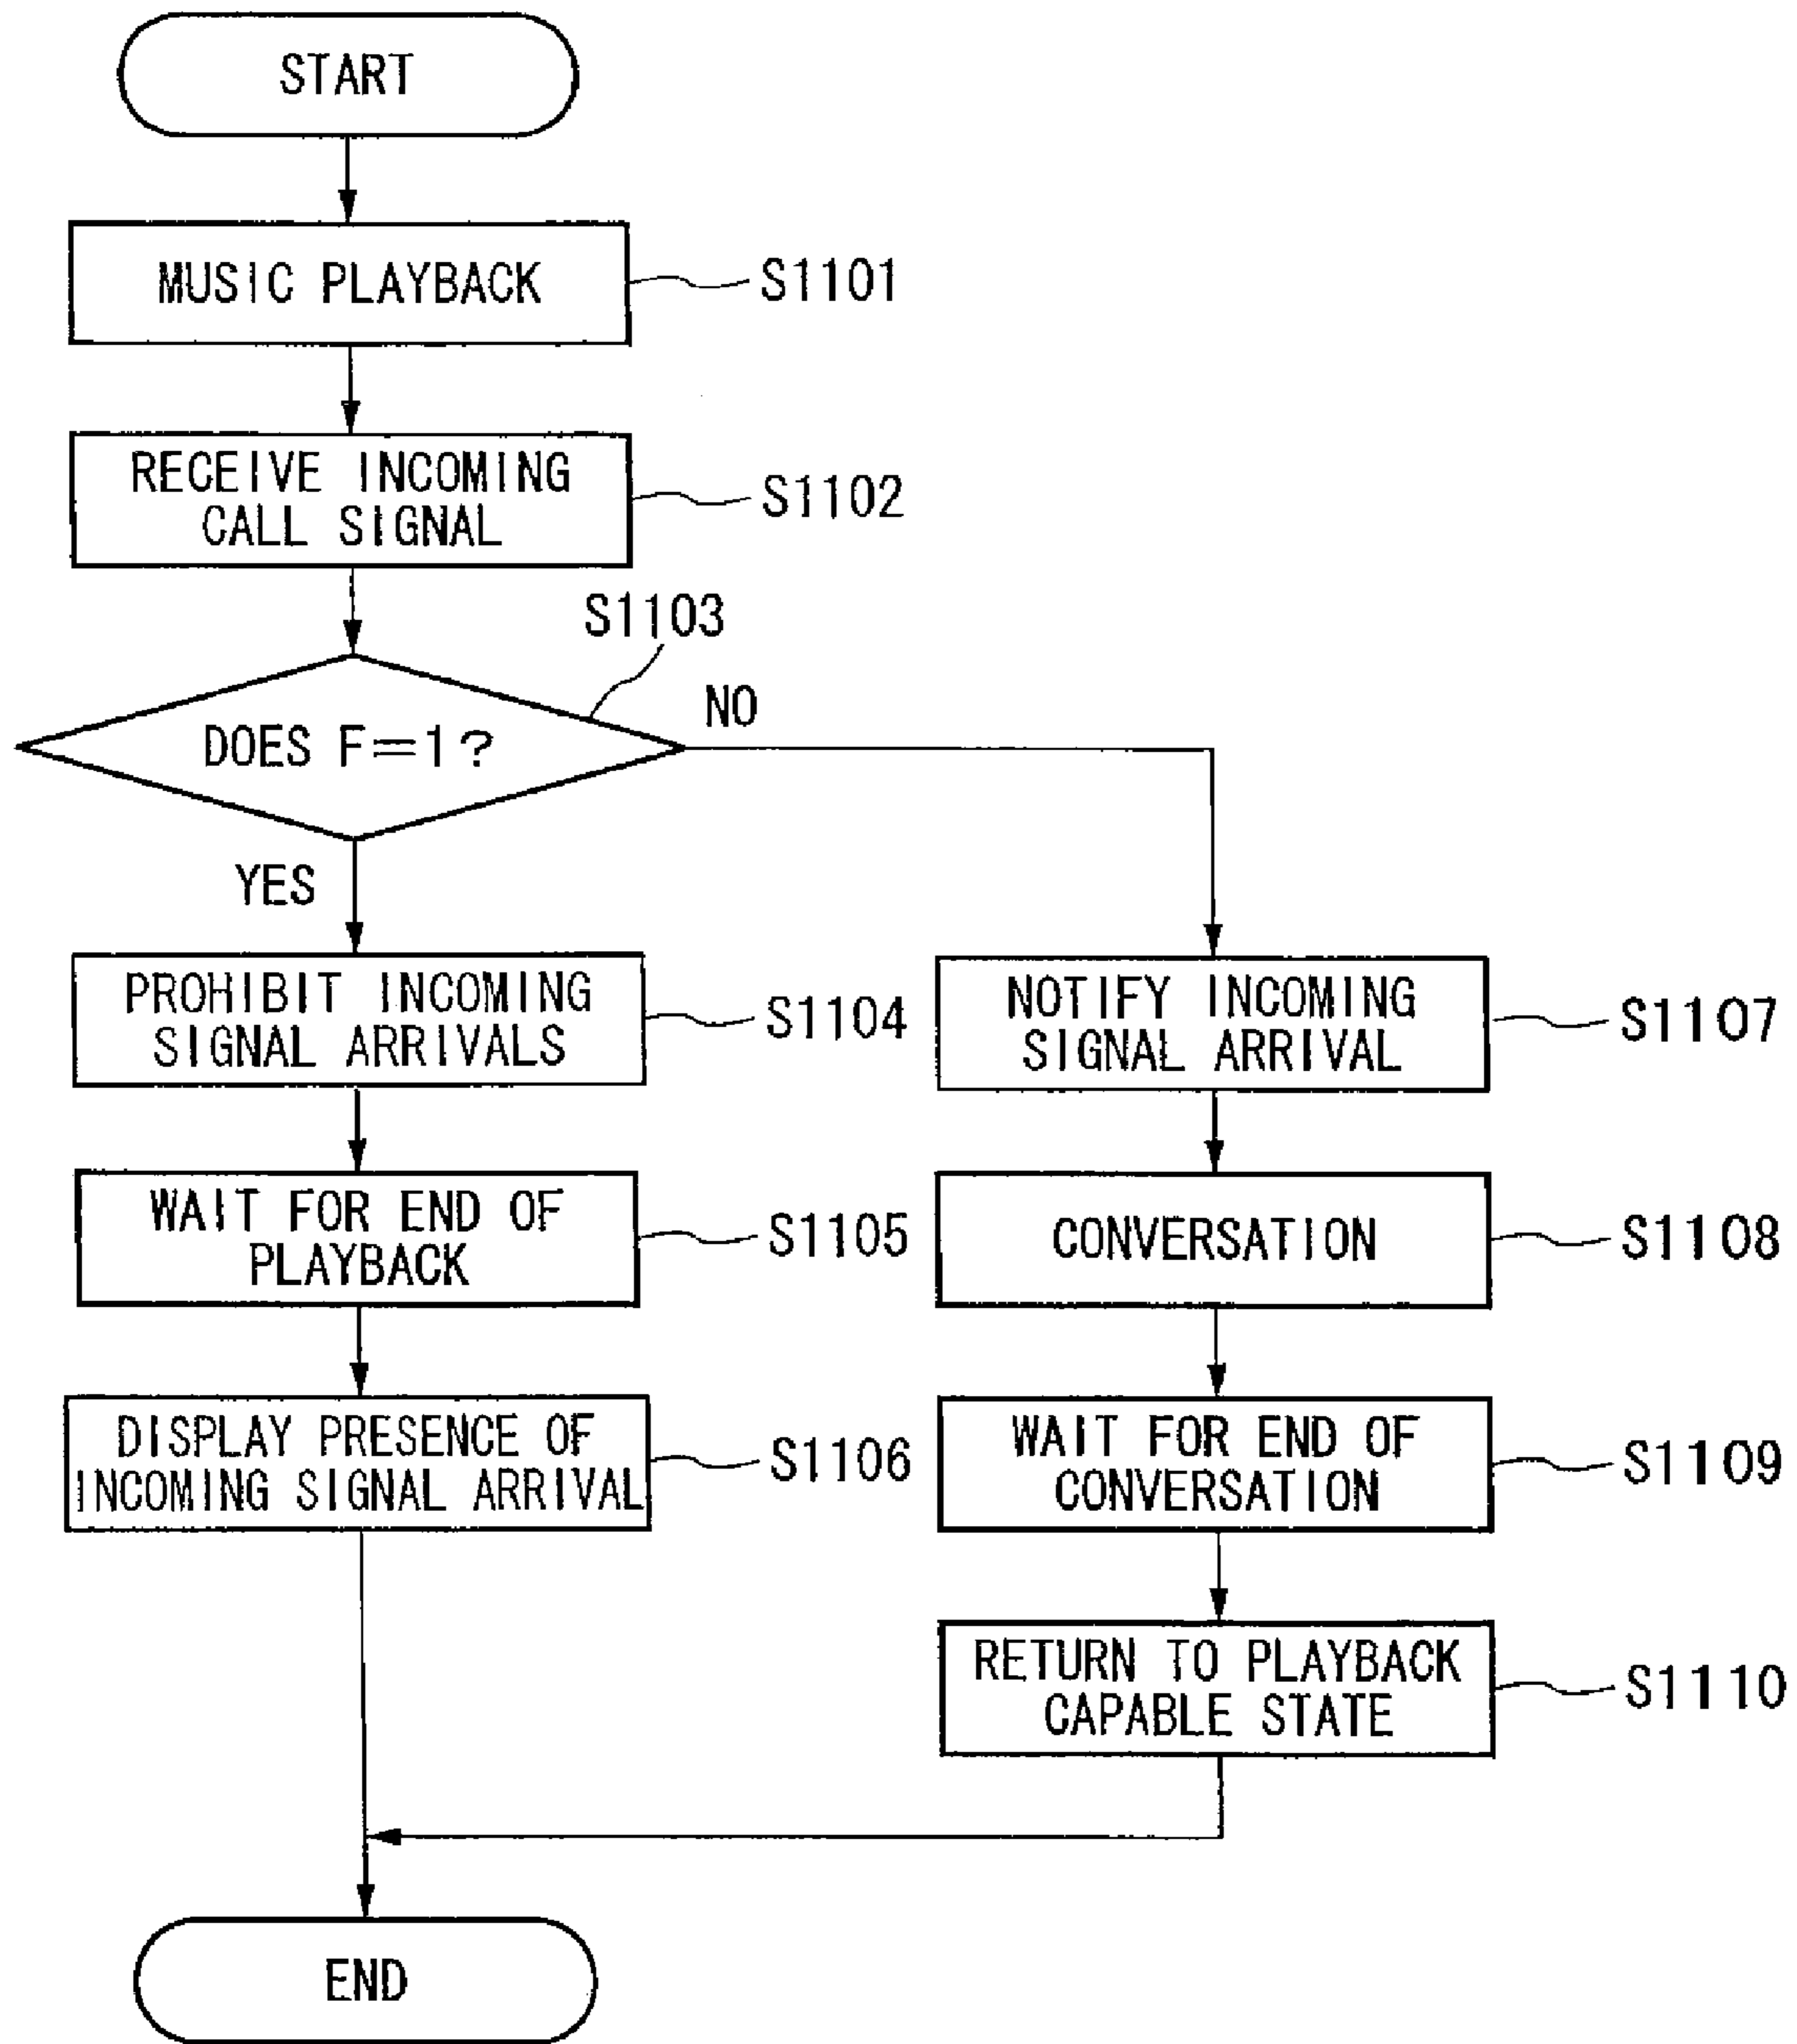 START
MUSIC PLAYBACK
S1101
RECEIVE INCOMING
CALL SIGNAL
S1102
S1103
DOES F=1?
NO
YES
PROHIBIT INCOMING
SIGNAL ARRIVALS
S1104
WAIT FOR END OF
PLAYBACK
S1105
DISPLAY PRESENCE OF
INCOMING SIGNAL ARRIVAL
S1106
NOTIFY INCOMING
SIGNAL ARRIVAL
S1107
CONVERSATION
S1108
WAIT FOR END OF
CONVERSATION
S1109
RETURN TO PLAYBACK
CAPABLE STATE
S1110
END